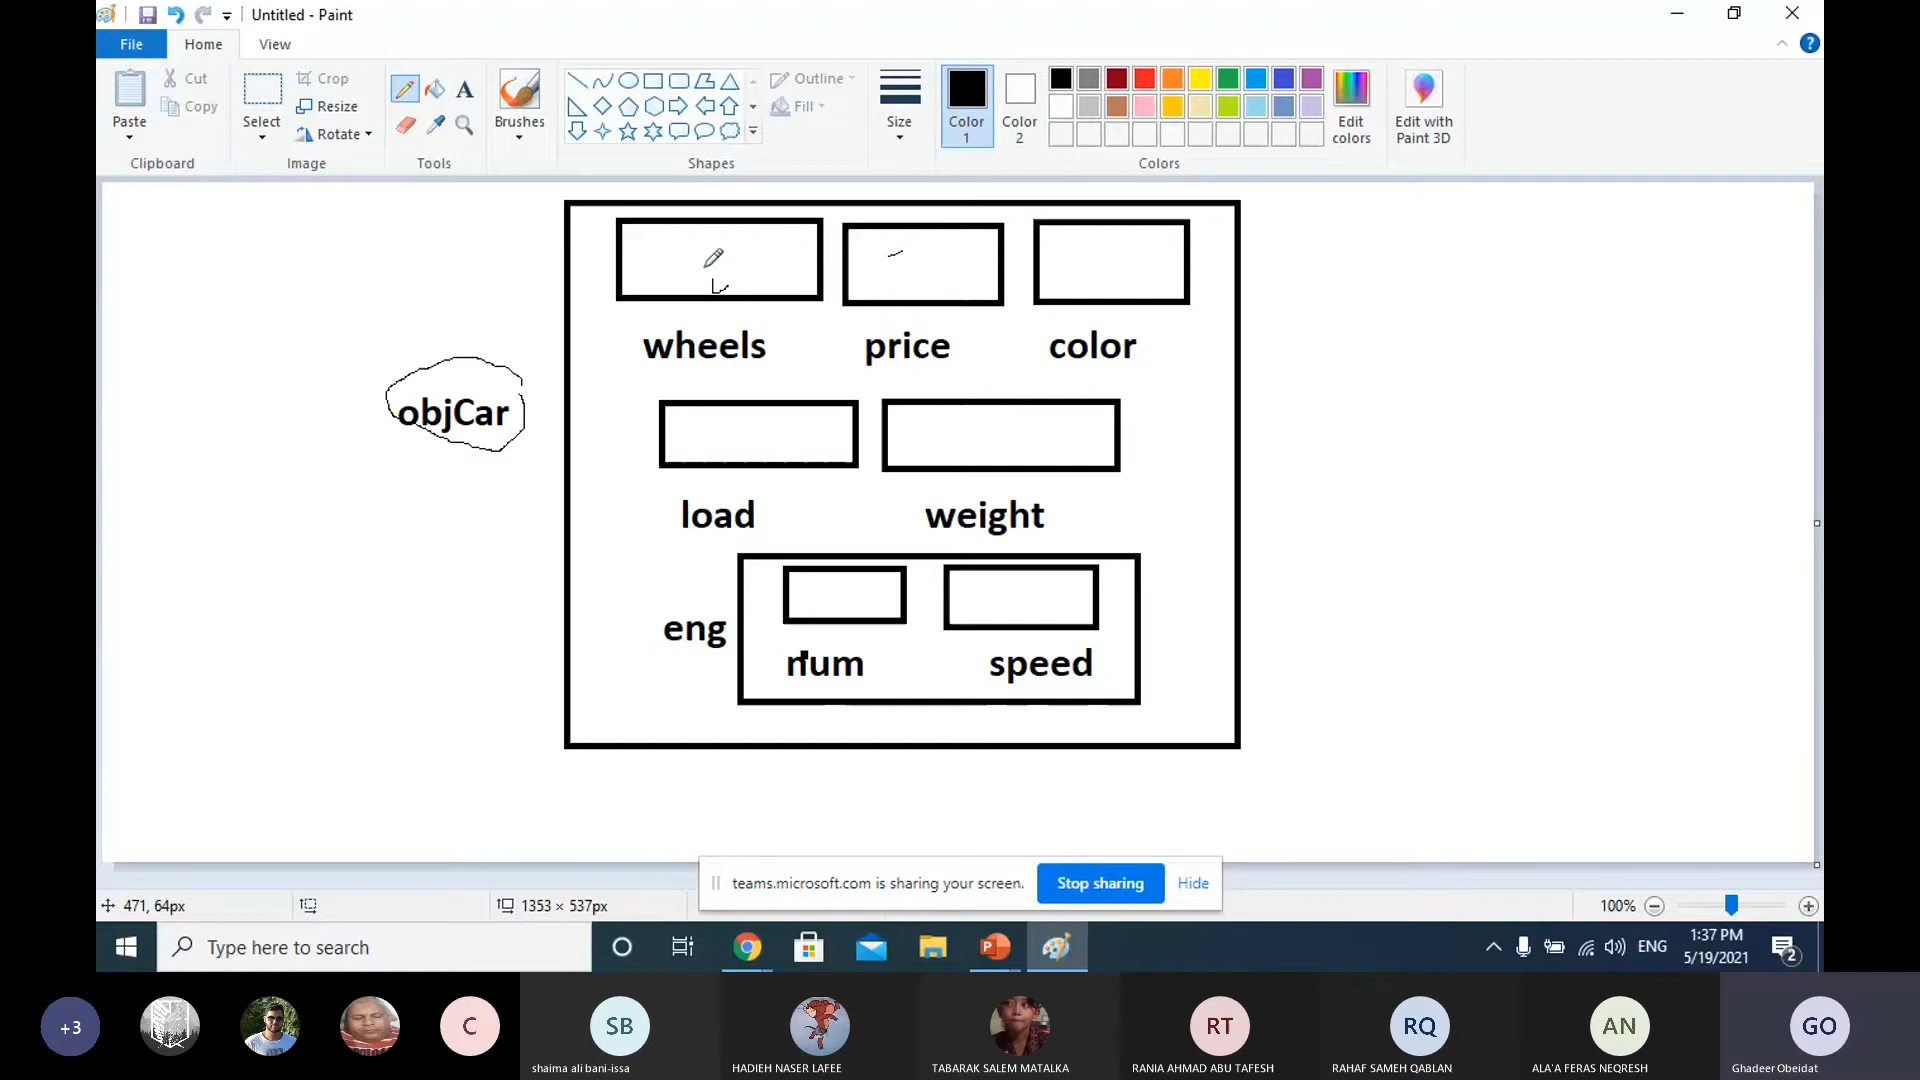 Untitled - Paint
File Home View
Paste
Cut
Copy
Clipboard
Select
Crop
Resize
Rotate
Image
Tools
Brushes
Shapes
Outline
Fill
Size
Color 1
Color 2
Colors
Edit colors
Edit with Paint 3D
wheels price color
objCar
load weight
eng
num speed
teams.microsoft.com is sharing your screen. Stop sharing Hide
471, 64px 1353 × 537px 100%
Type here to search
ENG
1:37 PM
5/19/2021
2
+3 C SB RT RQ AN GO
shaima ali bani-issa HADIEH NASER LAFEE TABARAK SALEM MATALKA RANIA AHMAD ABU TAFESH RAHAF SAMEH QABLAN ALA'A FERAS NEQRESH Ghadeer Obeidat